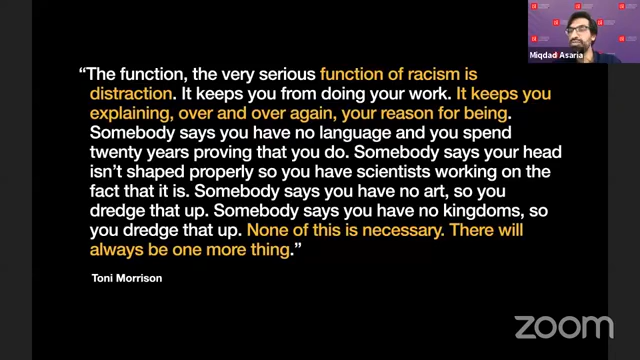 Miqdad Asaria
“The function, the very serious function of racism is
distraction. It keeps you from doing your work. It keeps you
explaining, over and over again, your reason for being.
Somebody says you have no language and you spend
twenty years proving that you do. Somebody says your head
isn’t shaped properly so you have scientists working on the
fact that it is. Somebody says you have no art, so you
dredge that up. Somebody says you have no kingdoms, so
you dredge that up. None of this is necessary. There will
always be one more thing.”
Toni Morrison
zoom